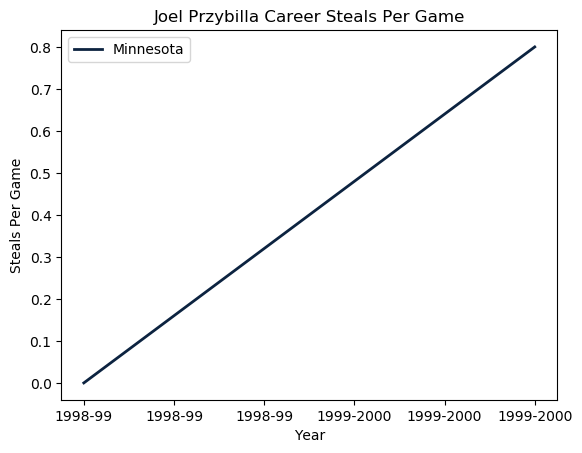 Joel Przybilla Career Steals Per Game
Minnesota
0.8
0.7
0.6
0.5
0.4
0.3
0.2
0.1
0.0
Steals Per Game
1998-99 1998-99 1998-99 1999-2000 1999-2000 1999-2000
Year